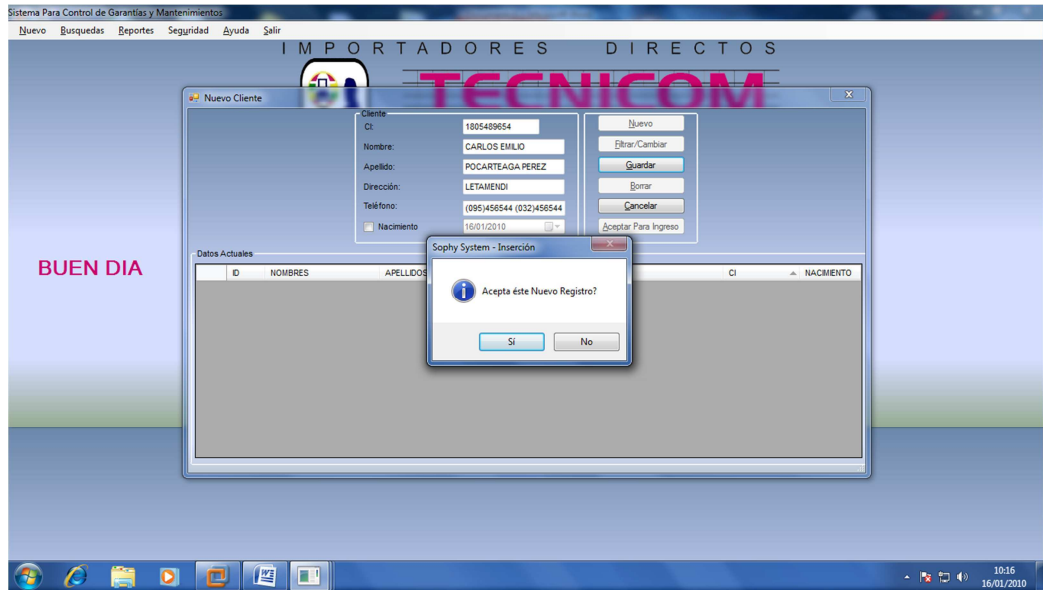 Sistema Para Control de Garantías y Mantenimientos
Nuevo Busquedas Reportes Seguridad Ayuda Salir
IMPORTADORES DIRECTOS
TECNICOM
Nuevo Cliente
Cliente
CI: 1805489654
Nuevo
Nombre: CARLOS EMILIO
Filtrar/Cambiar
Apellido: POCARTEAGA PEREZ
Guardar
Dirección: LETAMENDI
Borrar
Teléfono: (095)456544 (032)456544
Cancelar
Nacimiento 16/01/2010
Aceptar Para Ingreso
Sophy System - Inserción
Datos Actuales
BUEN DIA
ID NOMBRES APELLIDOS CI NACIMIENTO
Acepta éste Nuevo Registro?
Sí No
10:16
16/01/2010